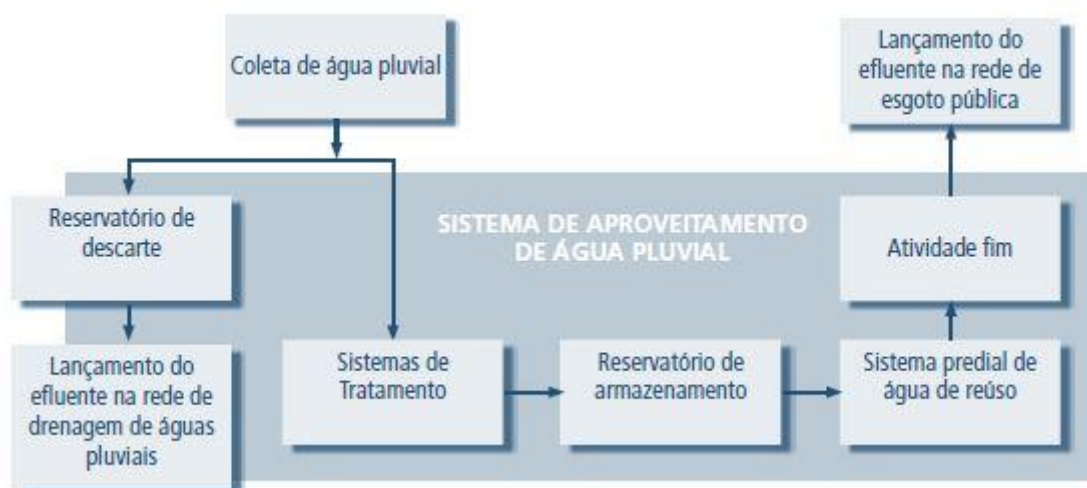 Coleta de água pluvial
Lançamento do
efluente na rede de
esgoto pública
Reservatório de
descarte
SISTEMA DE APROVEITAMENTO
DE ÁGUA PLUVIAL
Atividade fim
Lançamento do
efluente na rede de
drenagem de águas
pluviais
Sistemas de
Tratamento
Reservatório de
armazenamento
Sistema predial de
água de reúso